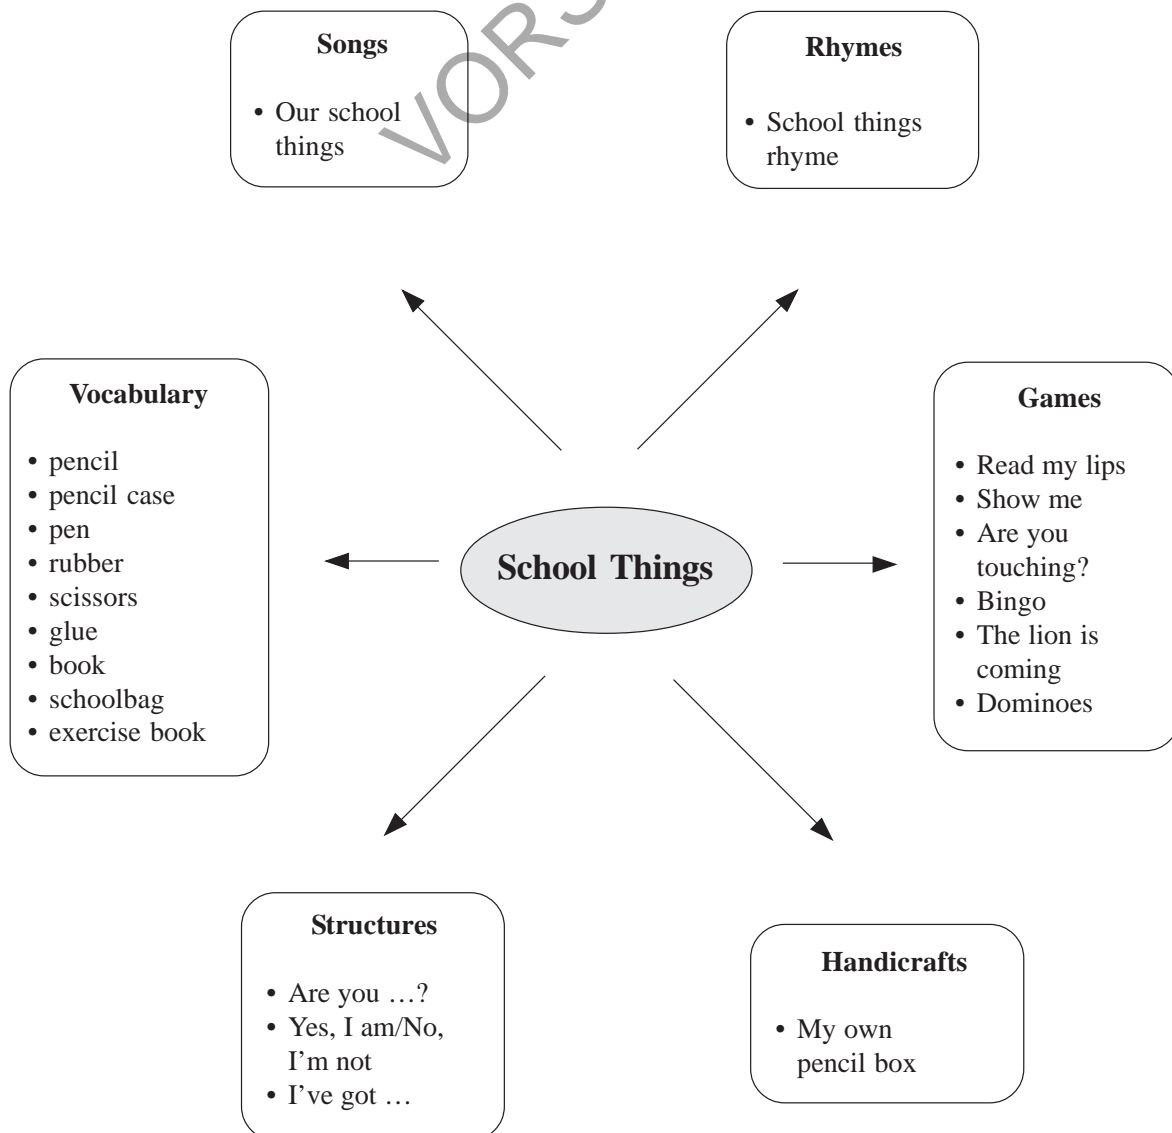 Songs
• Our school
things
VORS
Rhymes
• School things
rhyme
Vocabulary
• pencil
• pencil case
• pen
• rubber
• scissors
• glue
• book
• schoolbag
• exercise book
School Things
Games
• Read my lips
• Show me
• Are you
touching?
• Bingo
• The lion is
coming
• Dominoes
Structures
• Are you …?
• Yes, I am/No,
I’m not
• I’ve got …
Handicrafts
• My own
pencil box